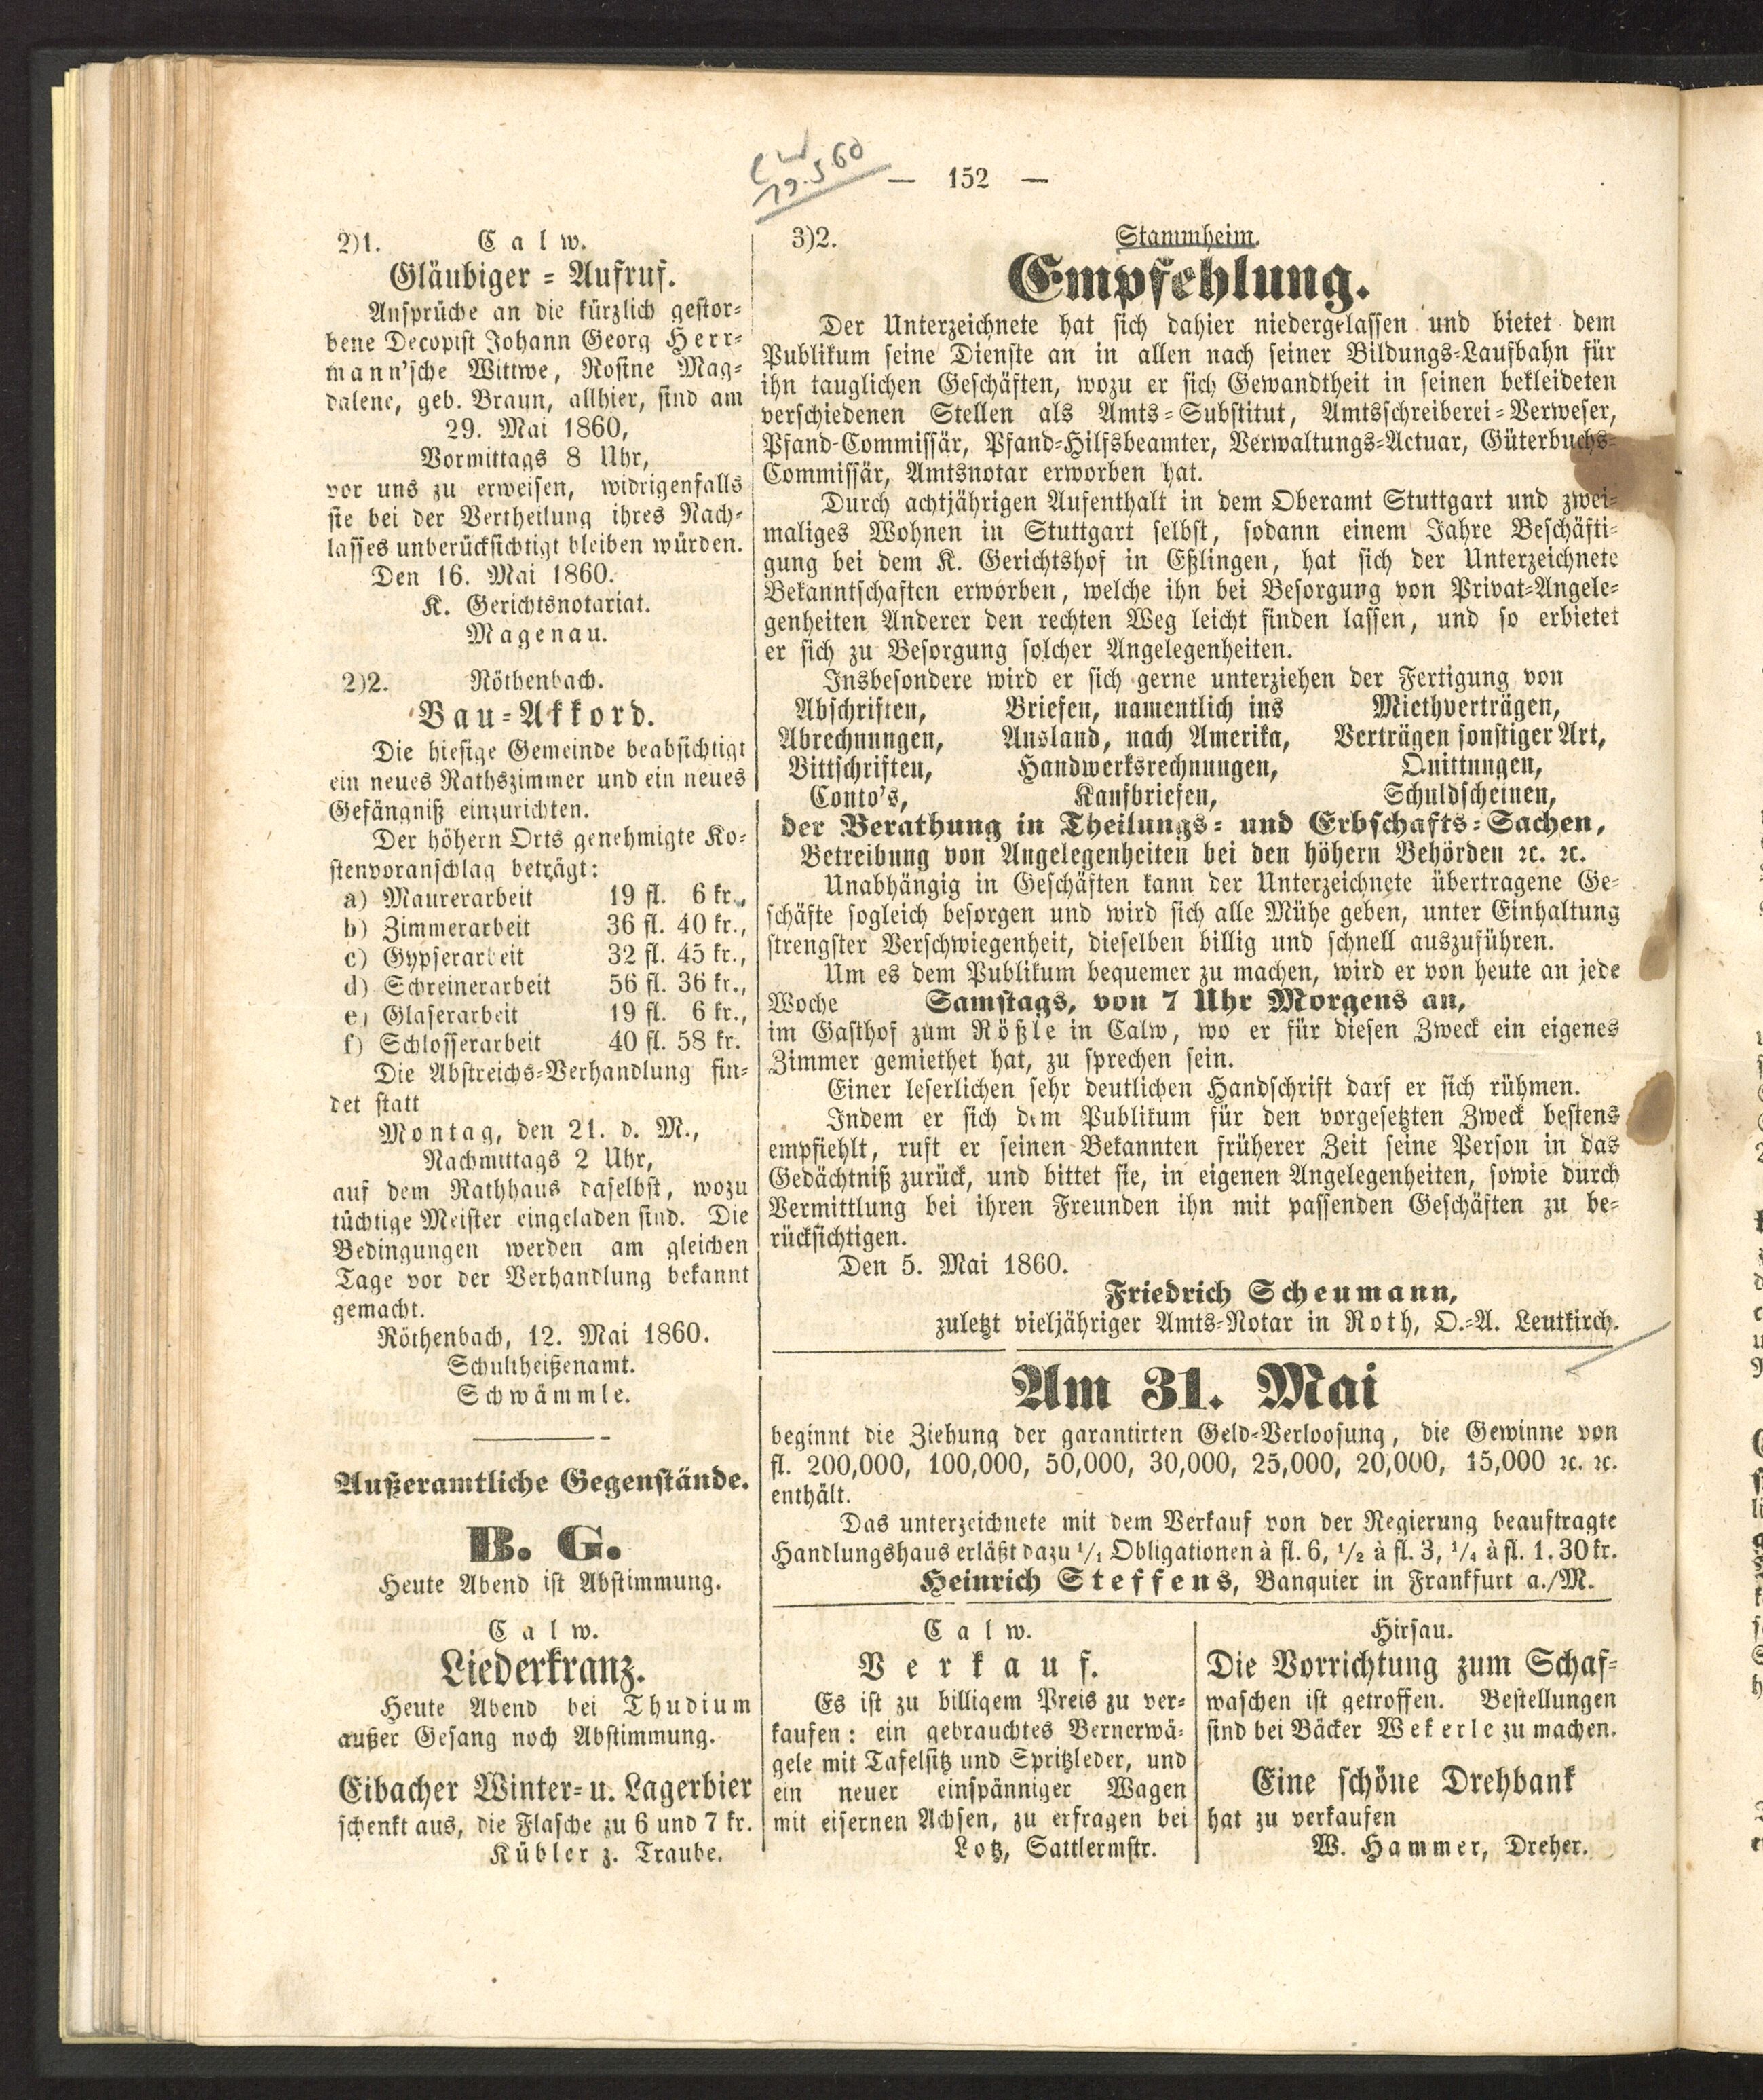 CW
19.5 60
— 152 —
2)1. Calw.
Gläubiger = Aufruf.
Ansprüche an die kürzlich gestor=
bene Decopist Johann Georg Herr=
mann'sche Wittwe, Rosine Mag=
dalene, geb. Braun, allhier, sind am
29. Mai 1860,
Vormittags 8 Uhr,
vor uns zu erweisen, widrigenfalls
sie bei der Vertheilung ihres Nach=
lasses unberücksichtigt bleiben würden.
Den 16. Mai 1860.
K. Gerichtsnotariat.
Magenau.
2)2. Röthenbach.
Bau=Akkord.
Die hiesige Gemeinde beabsichtigt
ein neues Rathszimmer und ein neues
Gefängniß einzurichten.
Der höhern Orts genehmigte Ko=
stenvoranschlag beträgt:
a) Maurerarbeit 19 fl. 6 kr.,
b) Zimmerarbeit 36 fl. 40 kr.,
c) Gypserarbeit 32 fl. 45 kr.,
d) Schreinerarbeit 56 fl. 36 kr.,
e) Glaserarbeit 19 fl. 6 kr.,
f) Schlosserarbeit 40 fl. 58 kr.
Die Abstreichs=Verhandlung fin=
det statt
Montag, den 21. d. M.,
Nachmittags 2 Uhr,
auf dem Rathhaus daselbst, wozu
tüchtige Meister eingeladen sind. Die
Bedingungen werden am gleichen
Tage vor der Verhandlung bekannt
gemacht.
Röthenbach, 12. Mai 1860.
Schultheißenamt.
Schwämmle.
Außeramtliche Gegenstände.
B. G.
Heute Abend ist Abstimmung.
Calw.
Liederkranz.
Heute Abend bei Thudium
außer Gesang noch Abstimmung.
Eibacher Winter= u. Lagerbier
schenkt aus, die Flasche zu 6 und 7 kr.
Kübler z. Traube.
3)2. Stammheim.
Empfehlung.
Der Unterzeichnete hat sich dahier niedergelassen und bietet dem
Publikum seine Dienste an in allen nach seiner Bildungs=Laufbahn für
ihn tauglichen Geschäften, wozu er sich Gewandtheit in seinen bekleideten
verschiedenen Stellen als Amts=Substitut, Amtsschreiberei=Verweser,
Pfand=Commissär, Pfand=Hilfsbeamter, Verwaltungs=Actuar, Güterbuchs=
Commissär, Amtsnotar erworben hat.
Durch achtjährigen Aufenthalt in dem Oberamt Stuttgart und zwei=
maliges Wohnen in Stuttgart selbst, sodann einem Jahre Beschäfti=
gung bei dem K. Gerichtshof in Eßlingen, hat sich der Unterzeichnete
Bekanntschaften erworben, welche ihn bei Besorgung von Privat=Angele=
genheiten Anderer den rechten Weg leicht finden lassen, und so erbietet
er sich zu Besorgung solcher Angelegenheiten.
Insbesondere wird er sich gerne unterziehen der Fertigung von
Abschriften, Briefen, namentlich ins Miethverträgen,
Abrechnungen, Ausland, nach Amerika, Verträgen sonstiger Art,
Bittschriften, Handwerksrechnungen, Quittungen,
Conto's, Kaufbriefen, Schuldscheinen,
der Berathung in Theilungs= und Erbschafts=Sachen,
Betreibung von Angelegenheiten bei den höhern Behörden ꝛc. ꝛc.
Unabhängig in Geschäften kann der Unterzeichnete übertragene Ge=
schäfte sogleich besorgen und wird sich alle Mühe geben, unter Einhaltung
strengster Verschwiegenheit, dieselben billig und schnell auszuführen.
Um es dem Publikum bequemer zu machen, wird er von heute an jede
Woche Samstags, von 7 Uhr Morgens an,
im Gasthof zum Rößle in Calw, wo er für diesen Zweck ein eigenes
Zimmer gemiethet hat, zu sprechen sein.
Einer leserlichen sehr deutlichen Handschrift darf er sich rühmen.
Indem er sich dem Publikum für den vorgesetzten Zweck bestens
empfiehlt, ruft er seinen Bekannten früherer Zeit seine Person in das
Gedächtniß zurück, und bittet sie, in eigenen Angelegenheiten, sowie durch
Vermittlung bei ihren Freunden ihn mit passenden Geschäften zu be=
rücksichtigen.
Den 5. Mai 1860.
Friedrich Scheumann,
zuletzt vieljähriger Amts=Notar in Roth, O.=A. Leutkirch.
Am 31. Mai
beginnt die Ziehung der garantirten Geld=Verloosung, die Gewinne von
fl. 200,000, 100,000, 50,000, 30,000, 25,000, 20,000, 15,000 ꝛc. ꝛc.
enthält.
Das unterzeichnete mit dem Verkauf von der Regierung beauftragte
Handlungshaus erläßt dazu 1/1 Obligationen à fl. 6, 1/2 à fl. 3, 1/4 à fl. 1. 30 kr.
Heinrich Steffens, Banquier in Frankfurt a./M.
Calw.
Verkauf.
Es ist zu billigem Preis zu ver=
kaufen: ein gebrauchtes Bernerwä=
gele mit Tafelsitz und Spritzleder, und
ein neuer einspänniger Wagen
mit eisernen Achsen, zu erfragen bei
Lotz, Sattlermstr.
Hirsau.
Die Vorrichtung zum Schaf=
waschen ist getroffen. Bestellungen
sind bei Bäcker Wekerle zu machen.
Eine schöne Drehbank
hat zu verkaufen
W. Hammer, Dreher.